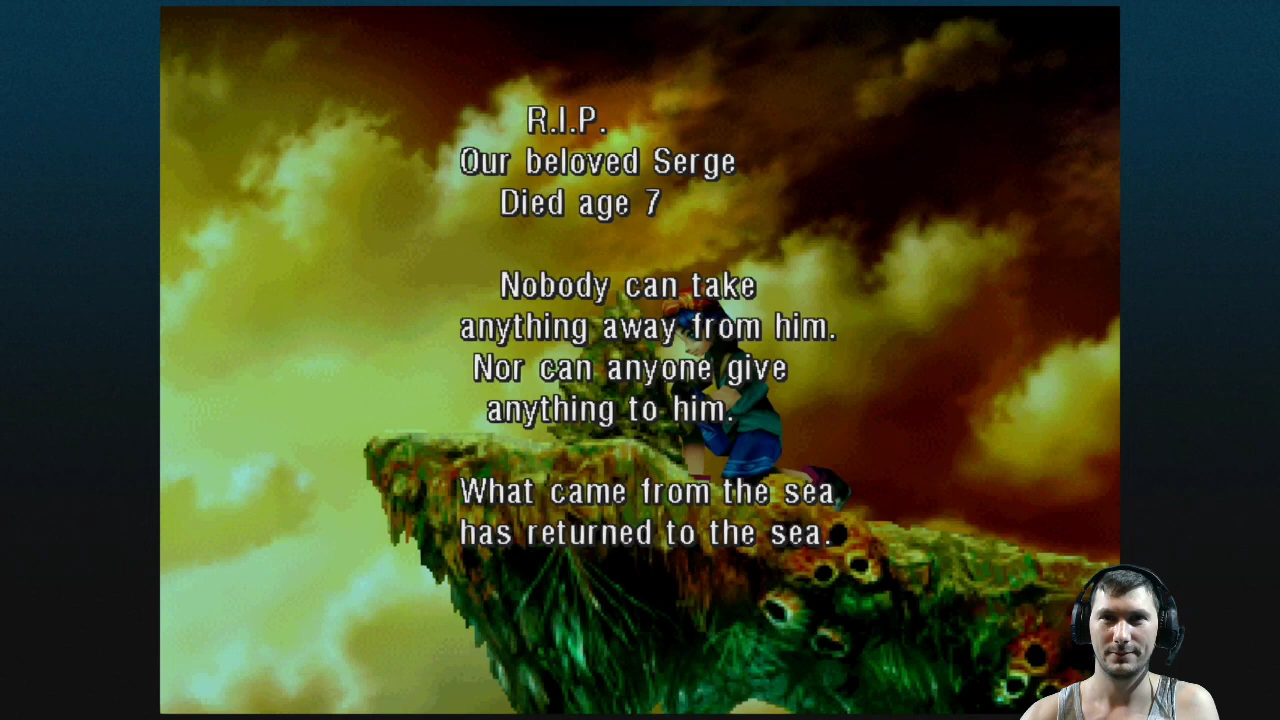 R.I.P.
Our beloved Serge
Died age 7
Nobody can take
anything away from him.
Nor can anyone give
anything to him.
What came from the sea
has returned to the sea.